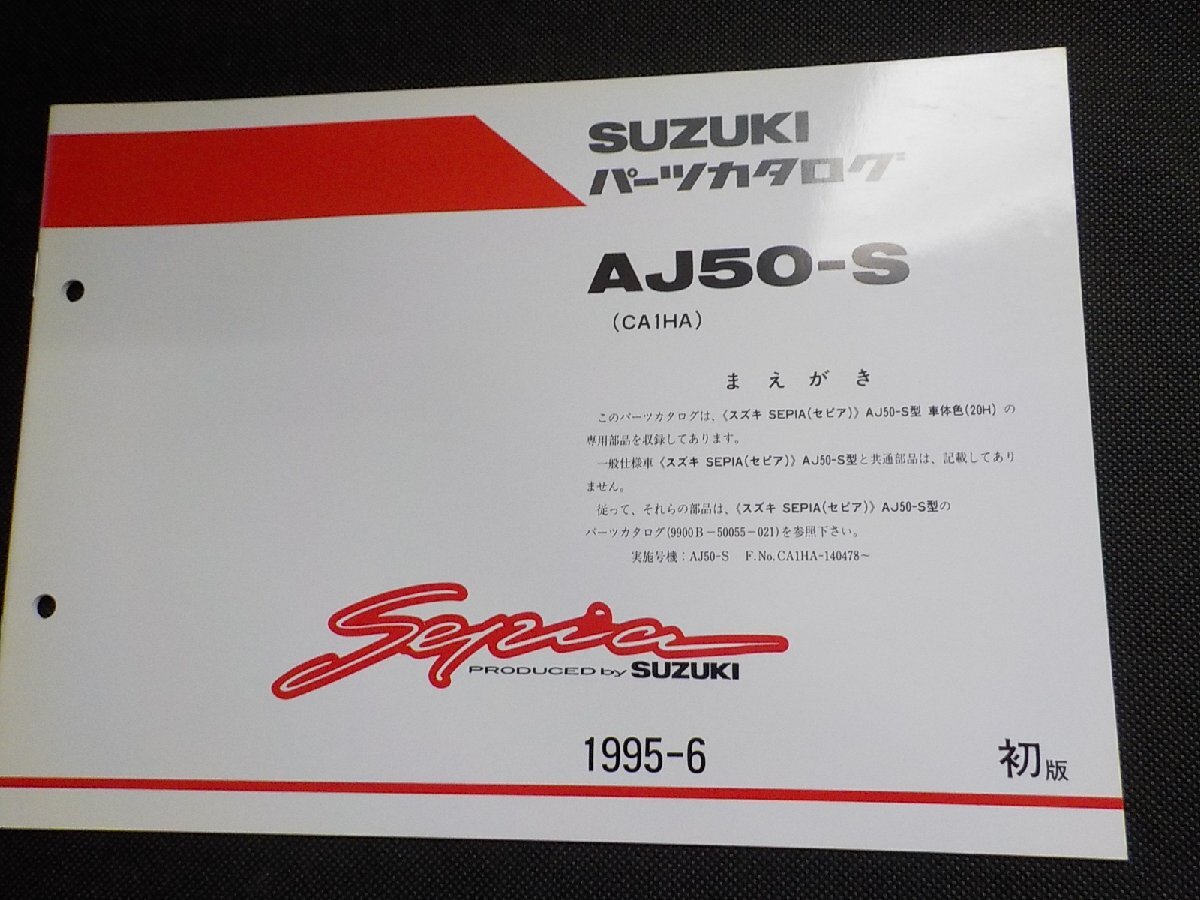 SUZUKI
パーツカタログ
AJ50-S
(CA1HA)
まえがき
このパーツカタログは、《スズキ SEPIA(セピア)》AJ50-S型 車体色(20H)の
専用部品を収録してあります。
一般仕様車《スズキ SEPIA(セピア)》AJ50-S型と共通部品は、記載してあり
ません。
従って、それらの部品は、《スズキ SEPIA(セピア)》AJ50-S型の
パーツカタログ(9900B-50055-021)を参照下さい。
実施号機：AJ50-S F.No.CA1HA-140478～
Sepia
PRODUCED by SUZUKI
1995-6
初版